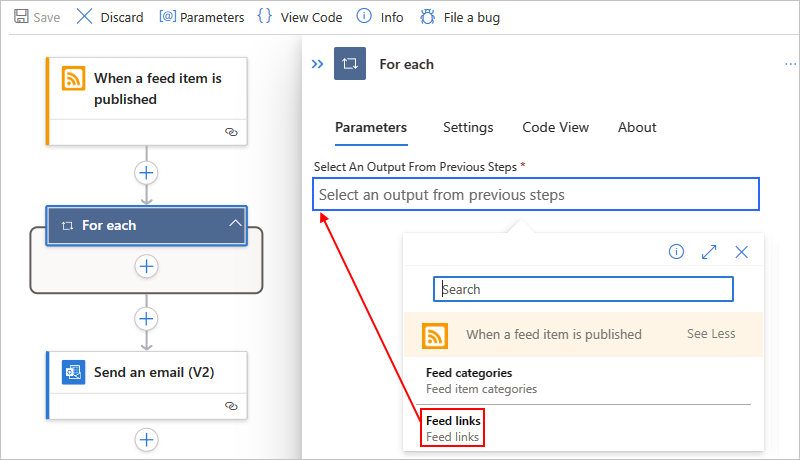 Save Discard Parameters View Code Info File a bug
When a feed item is
published
For each
Send an email (V2)
For each
Parameters Settings Code View About
Select An Output From Previous Steps *
Select an output from previous steps
Search
When a feed item is published See Less
Feed categories
Feed item categories
Feed links
Feed links